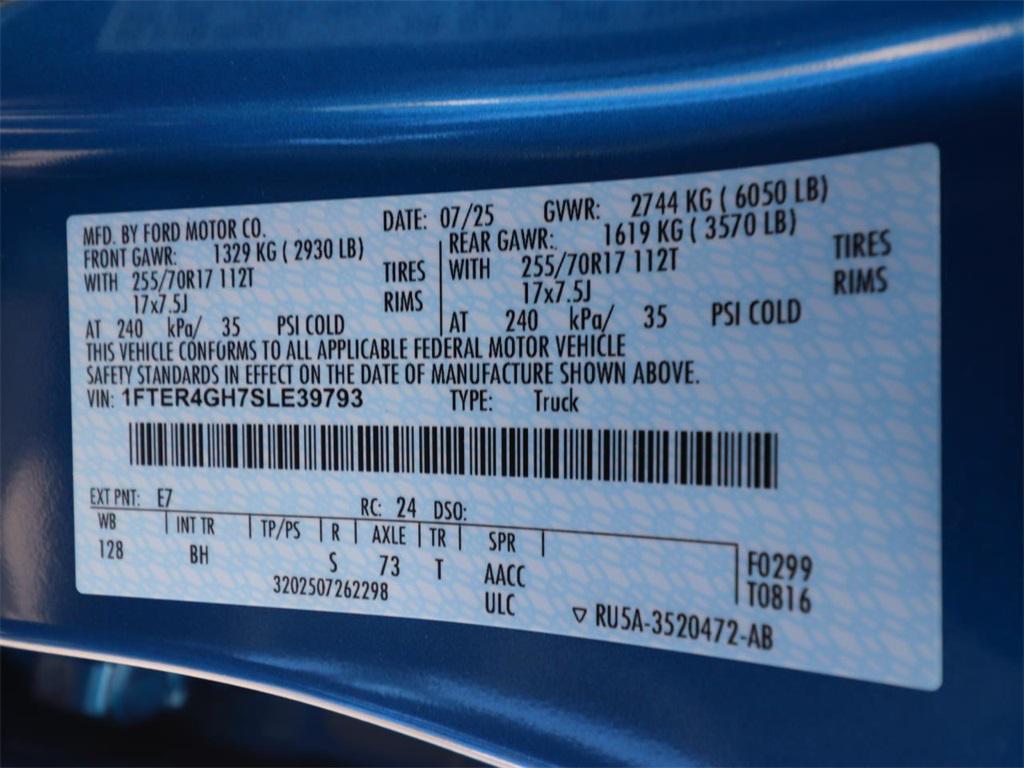 MFD. BY FORD MOTOR CO. DATE: 07/25 GVWR: 2744 KG ( 6050 LB)
FRONT GAWR: 1329 KG ( 2930 LB) REAR GAWR: 1619 KG ( 3570 LB)
WITH 255/70R17 112T TIRES WITH 255/70R17 112T TIRES
17x7.5J RIMS 17x7.5J RIMS
AT 240 kPa/ 35 PSI COLD AT 240 kPa/ 35 PSI COLD
THIS VEHICLE CONFORMS TO ALL APPLICABLE FEDERAL MOTOR VEHICLE
SAFETY STANDARDS IN EFFECT ON THE DATE OF MANUFACTURE SHOWN ABOVE.
VIN: 1FTER4GH7SLE39793 TYPE: Truck
EXT PNT: E7 RC: 24 DSO:
WB INT TR TP/PS R AXLE TR SPR
128 BH S 73 T AACC F0299
3202507262298 ULC T0816
RU5A-3520472-AB